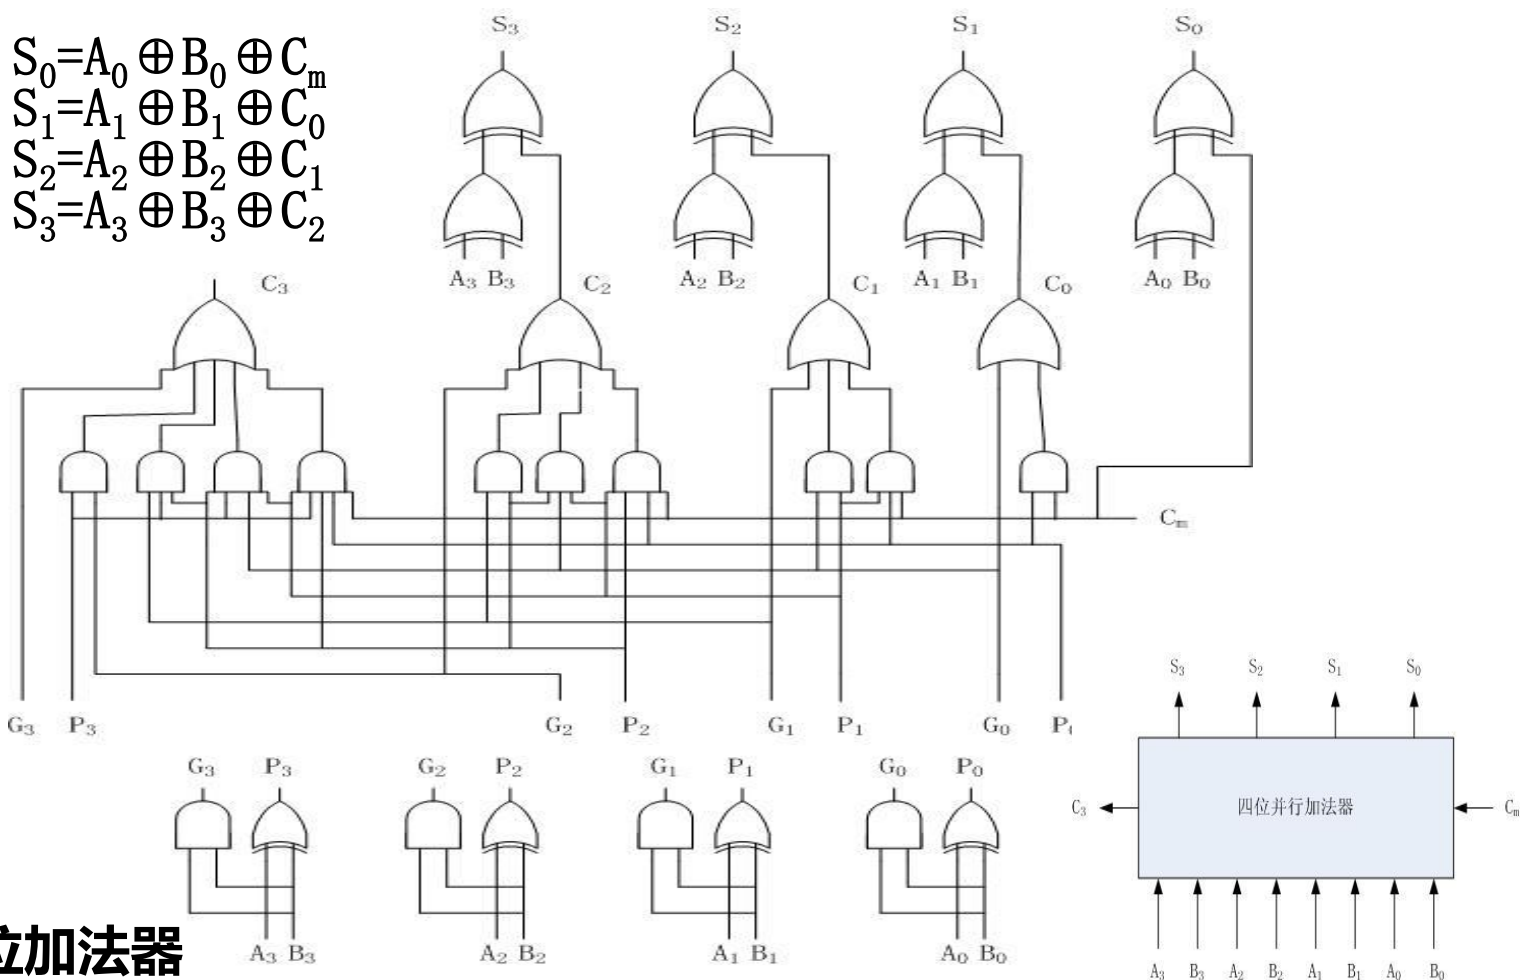 S₀=A₀⊕B₀⊕Cₘ
S₁=A₁⊕B₁⊕C₀
S₂=A₂⊕B₂⊕C₁
S₃=A₃⊕B₃⊕C₂
S₃ S₂ S₁ S₀
A₃ B₃ A₂ B₂ A₁ B₁ A₀ B₀
C₃ C₂ C₁ C₀
Cₘ
G₃ P₃ G₂ P₂ G₁ P₁ G₀ P
G₃ P₃ G₂ P₂ G₁ P₁ G₀ P₀
A₃ B₃ A₂ B₂ A₁ B₁ A₀ B₀
S₃ S₂ S₁ S₀
C₃ 四位并行加法器 Cₘ
A₃ B₃ A₂ B₂ A₁ B₁ A₀ B₀
位加法器